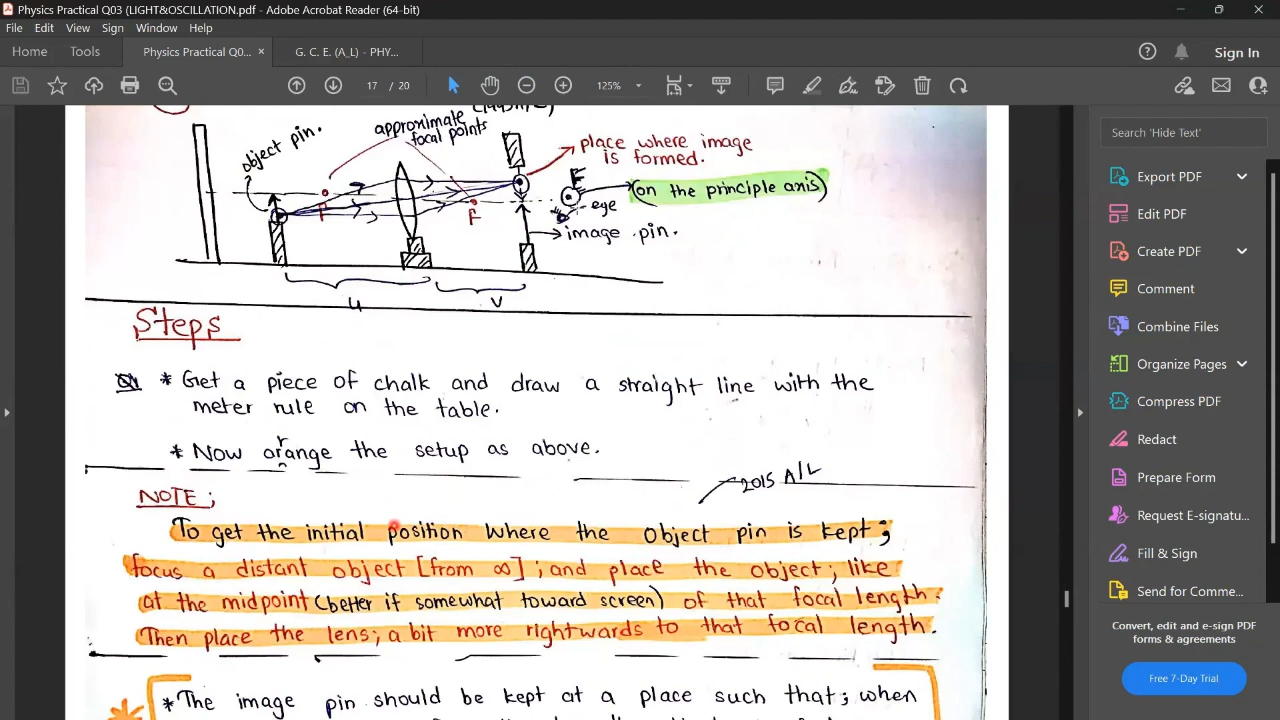 Physics Practical Q03 (LIGHT&OSCILLATION.pdf - Adobe Acrobat Reader (64-bit)
File Edit View Sign Window Help
Home Tools Physics Practical Q0... × G. C. E. (A_L) - PHY... Sign In
17 / 20 125%
object pin.
approximate
focal points
place where image
is formed.
F
F
E
eye
(on the principle axis)
image pin.
u
v
Steps
* Get a piece of chalk and draw a straight line with the
meter rule on the table.
* Now orrange the setup as above.
2015 A/L
NOTE;
To get the initial position where the object pin is kept;
focus a distant object [from ∞]; and place the object; like
at the midpoint (better if somewhat toward screen) of that focal length.
Then place the lens; a bit more rightwards to that focal length.
* The image pin should be kept at a place such that; when
Search 'Hide Text'
Export PDF
Edit PDF
Create PDF
Comment
Combine Files
Organize Pages
Compress PDF
Redact
Prepare Form
Request E-signatu...
Fill & Sign
Send for Comme...
Convert, edit and e-sign PDF
forms & agreements
Free 7-Day Trial